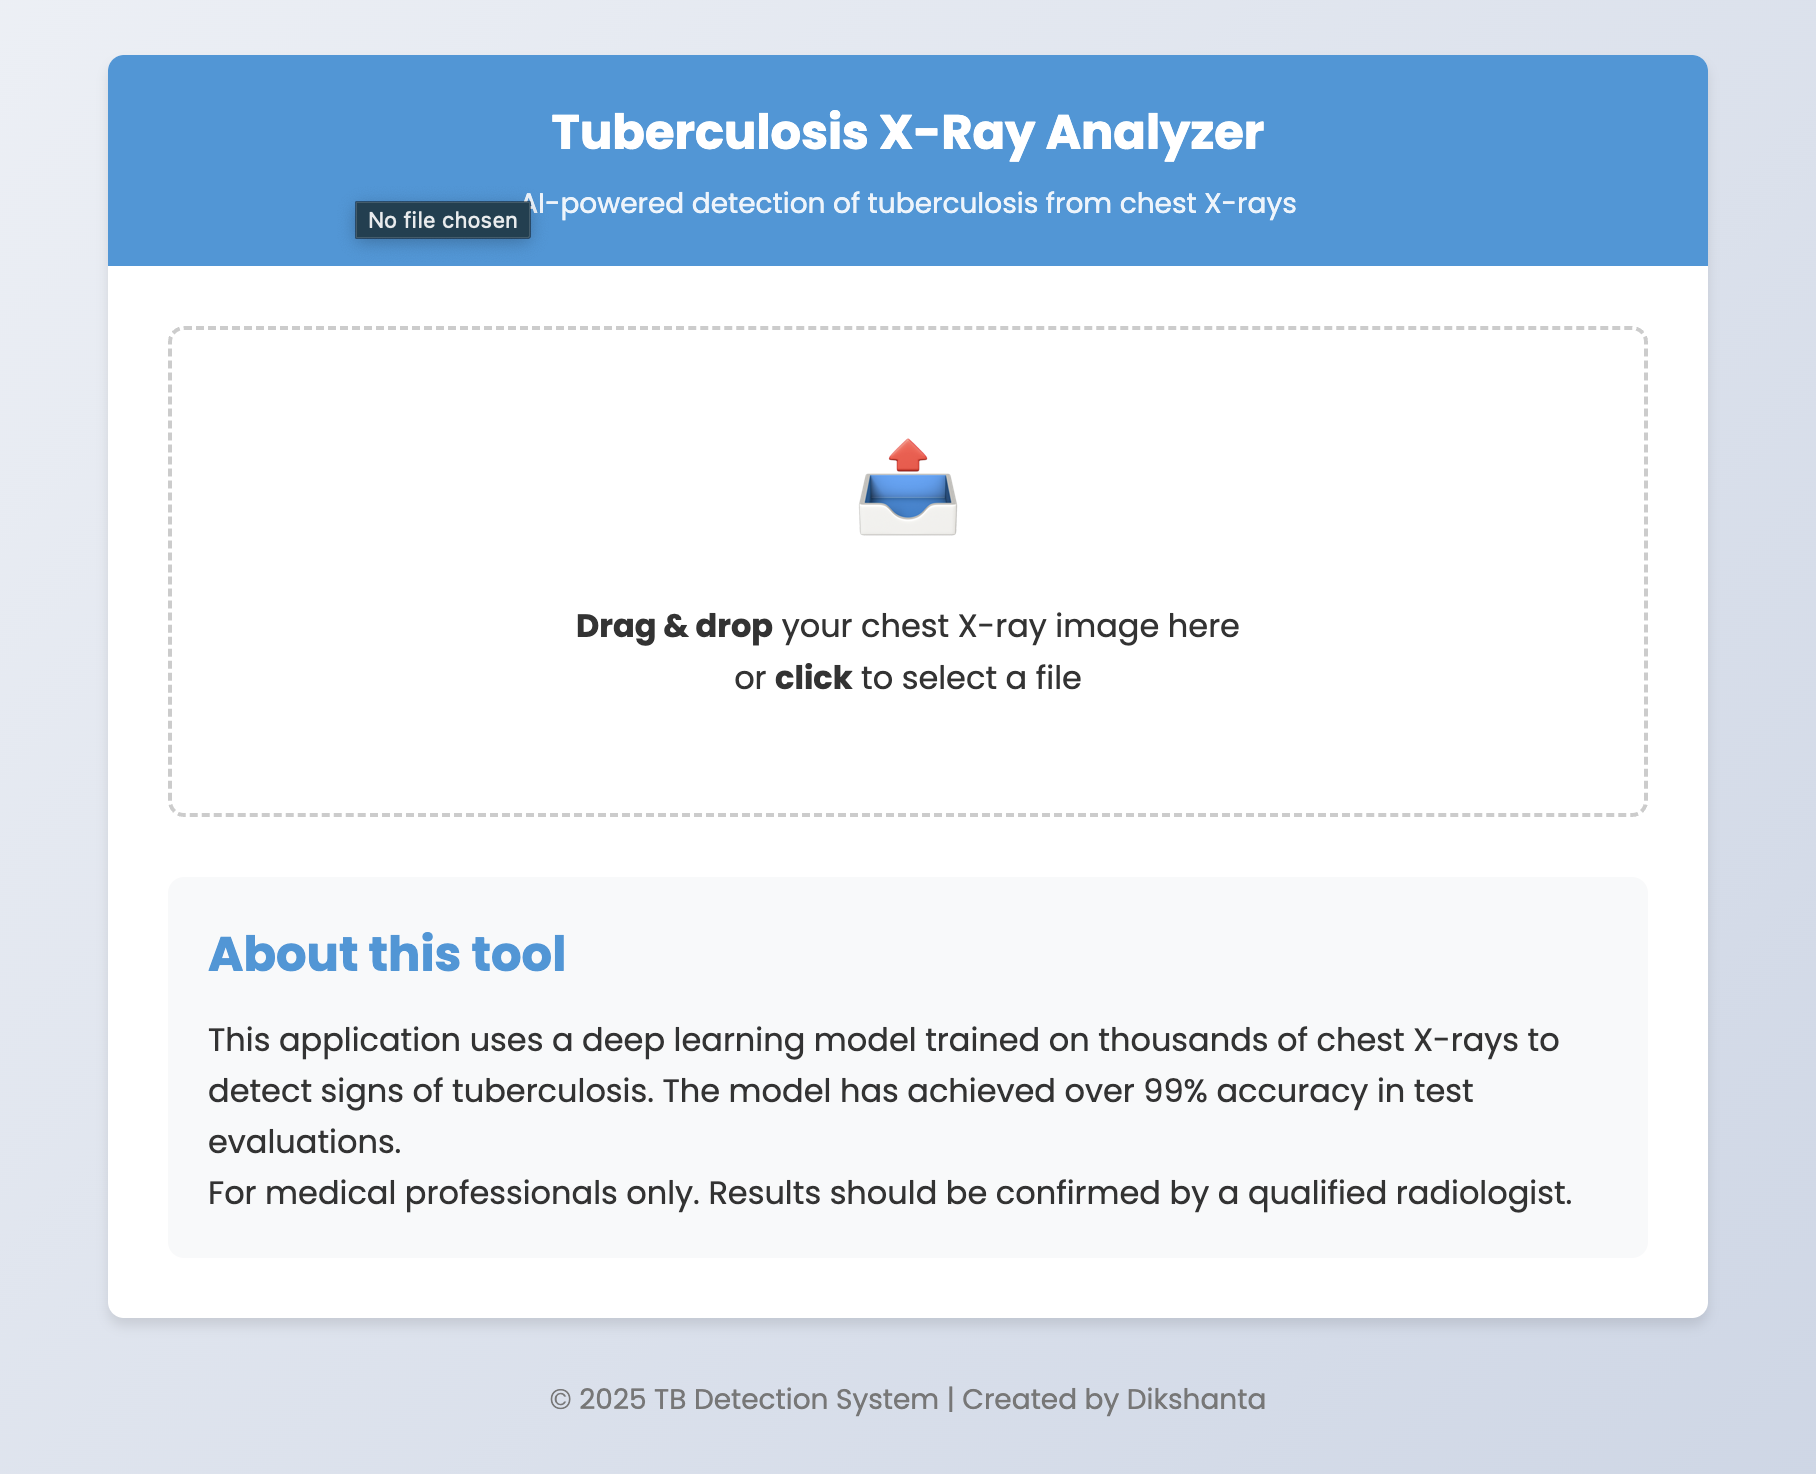 Tuberculosis X-Ray Analyzer
AI-powered detection of tuberculosis from chest X-rays
No file chosen
Drag & drop your chest X-ray image here
or click to select a file
About this tool
This application uses a deep learning model trained on thousands of chest X-rays to
detect signs of tuberculosis. The model has achieved over 99% accuracy in test
evaluations.
For medical professionals only. Results should be confirmed by a qualified radiologist.
© 2025 TB Detection System | Created by Dikshanta